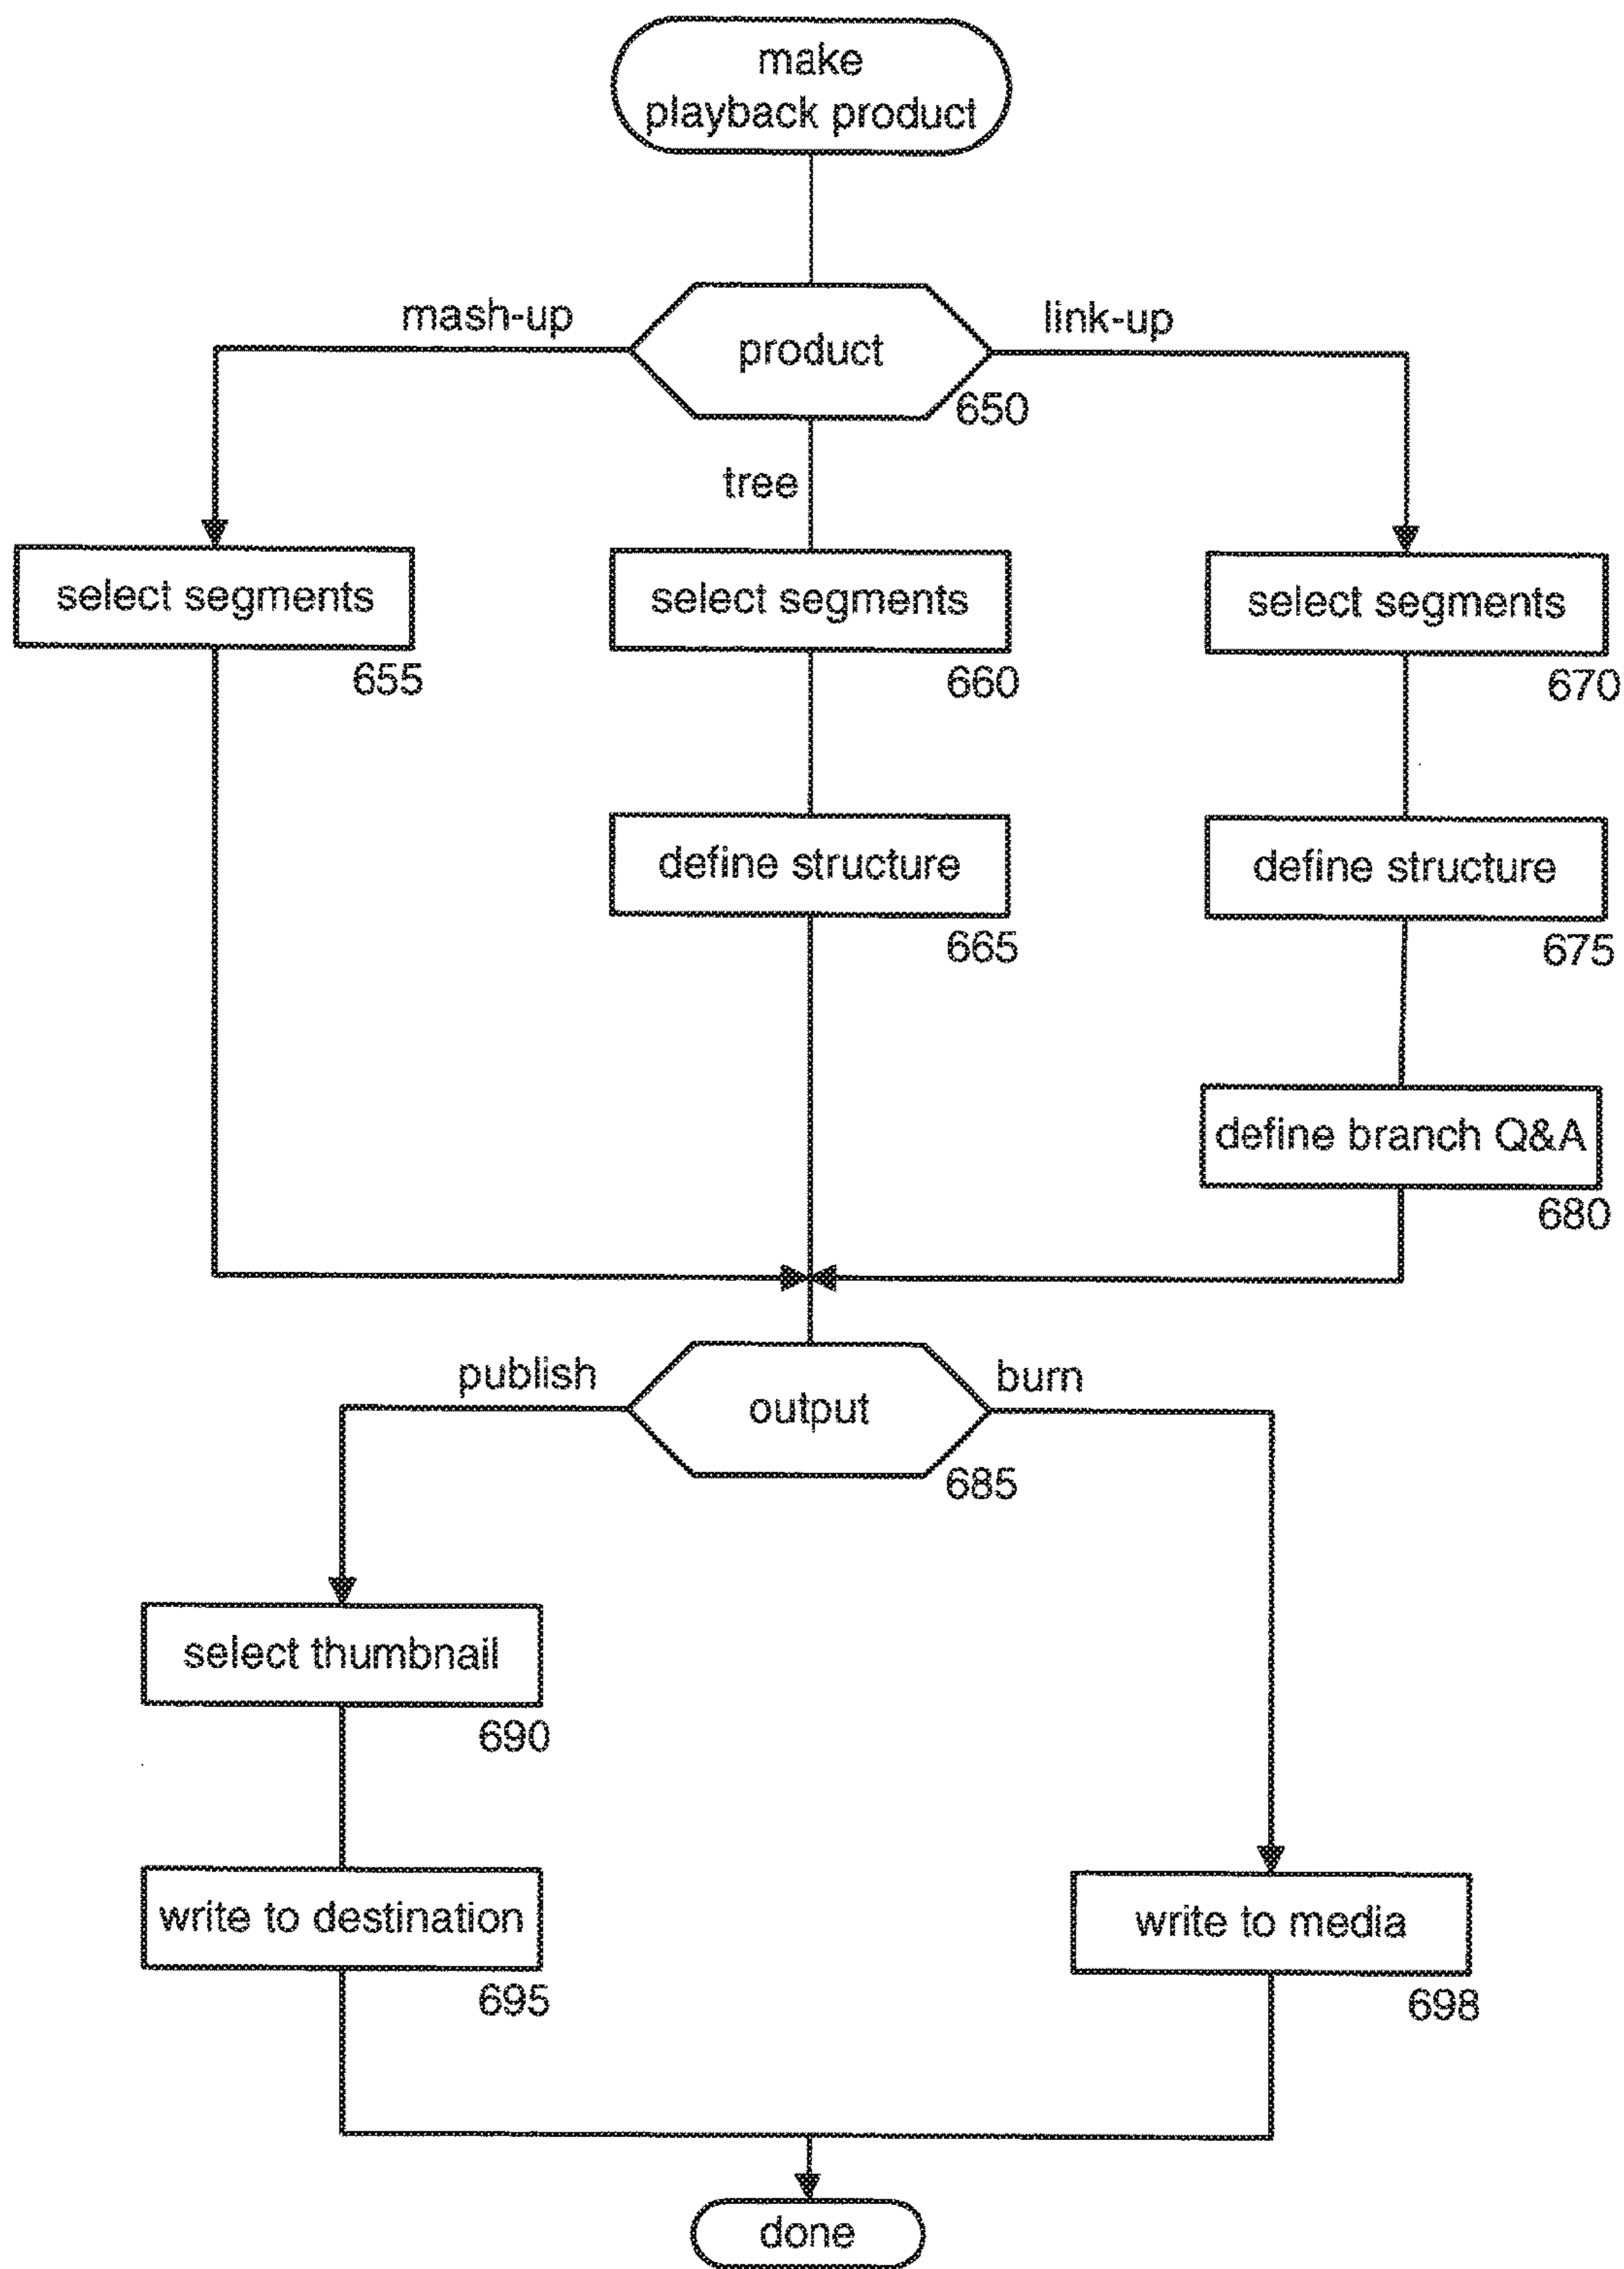 make
playback product
mash-up
product
link-up
650
tree
select segments
655
select segments
660
select segments
670
define structure
665
define structure
675
define branch Q&A
680
publish
output
burn
685
select thumbnail
690
write to destination
695
write to media
698
done